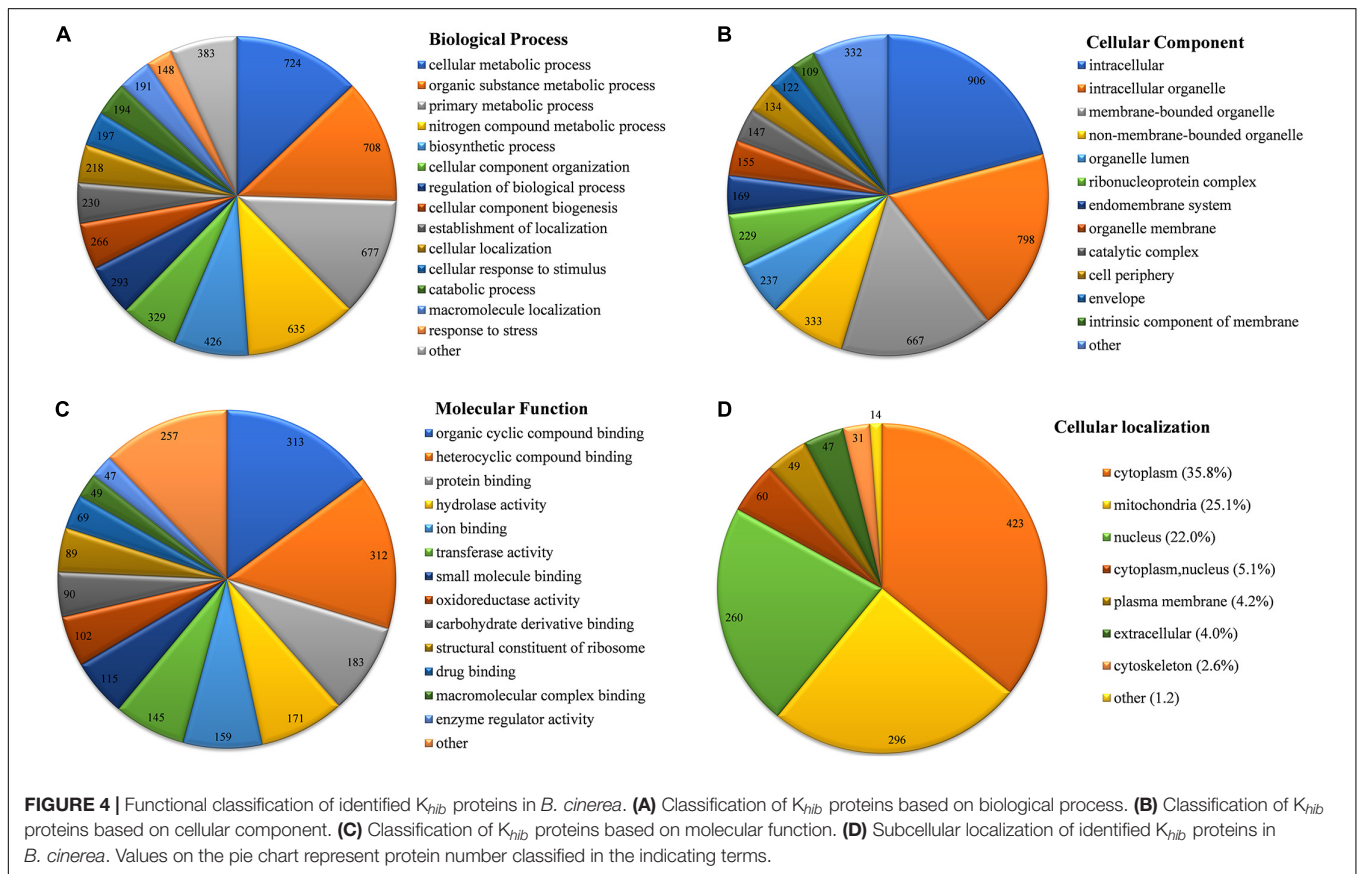 A
Biological Process
cellular metabolic process
organic substance metabolic process
primary metabolic process
nitrogen compound metabolic process
biosynthetic process
cellular component organization
regulation of biological process
cellular component biogenesis
establishment of localization
cellular localization
cellular response to stimulus
catabolic process
macromolecule localization
response to stress
other
724
708
677
635
426
329
293
266
230
218
197
194
191
148
383
B
Cellular Component
intracellular
intracellular organelle
membrane-bounded organelle
non-membrane-bounded organelle
organelle lumen
ribonucleoprotein complex
endomembrane system
organelle membrane
catalytic complex
cell periphery
envelope
intrinsic component of membrane
other
906
798
667
333
237
229
169
155
147
134
122
109
332
C
Molecular Function
organic cyclic compound binding
heterocyclic compound binding
protein binding
hydrolase activity
ion binding
transferase activity
small molecule binding
oxidoreductase activity
carbohydrate derivative binding
structural constituent of ribosome
drug binding
macromolecular complex binding
enzyme regulator activity
other
313
312
183
171
159
145
115
102
90
89
69
49
47
257
D
Cellular localization
cytoplasm (35.8%)
mitochondria (25.1%)
nucleus (22.0%)
cytoplasm,nucleus (5.1%)
plasma membrane (4.2%)
extracellular (4.0%)
cytoskeleton (2.6%)
other (1.2)
423
296
260
60
49
47
31
14
FIGURE 4 | Functional classification of identified Khib proteins in B. cinerea. (A) Classification of Khib proteins based on biological process. (B) Classification of Khib
proteins based on cellular component. (C) Classification of Khib proteins based on molecular function. (D) Subcellular localization of identified Khib proteins in
B. cinerea. Values on the pie chart represent protein number classified in the indicating terms.